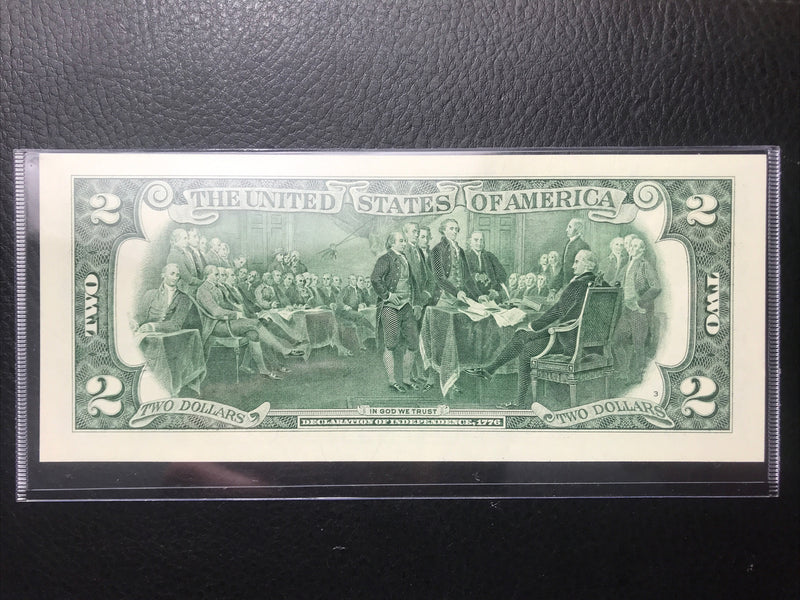 THE UNITED STATES OF AMERICA
2
2
TWO
TWO
2
2
TWO DOLLARS
TWO DOLLARS
3
IN GOD WE TRUST
DECLARATION OF INDEPENDENCE, 1776